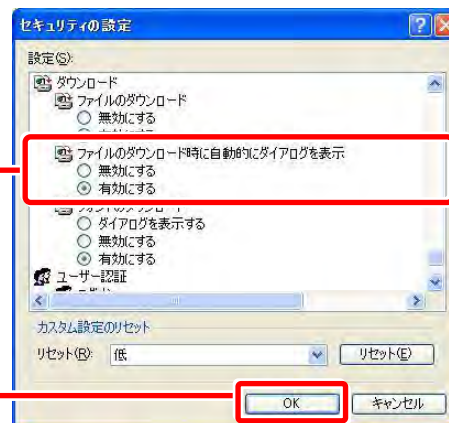 セキュリティの設定
設定(S):
ダウンロード
ファイルのダウンロード
無効にする
ファイルのダウンロード時に自動的にダイアログを表示
無効にする
有効にする
ダイアログを表示する
無効にする
有効にする
ユーザー認証
カスタム設定のリセット
リセット(R): 低 リセット(E)
OK キャンセル